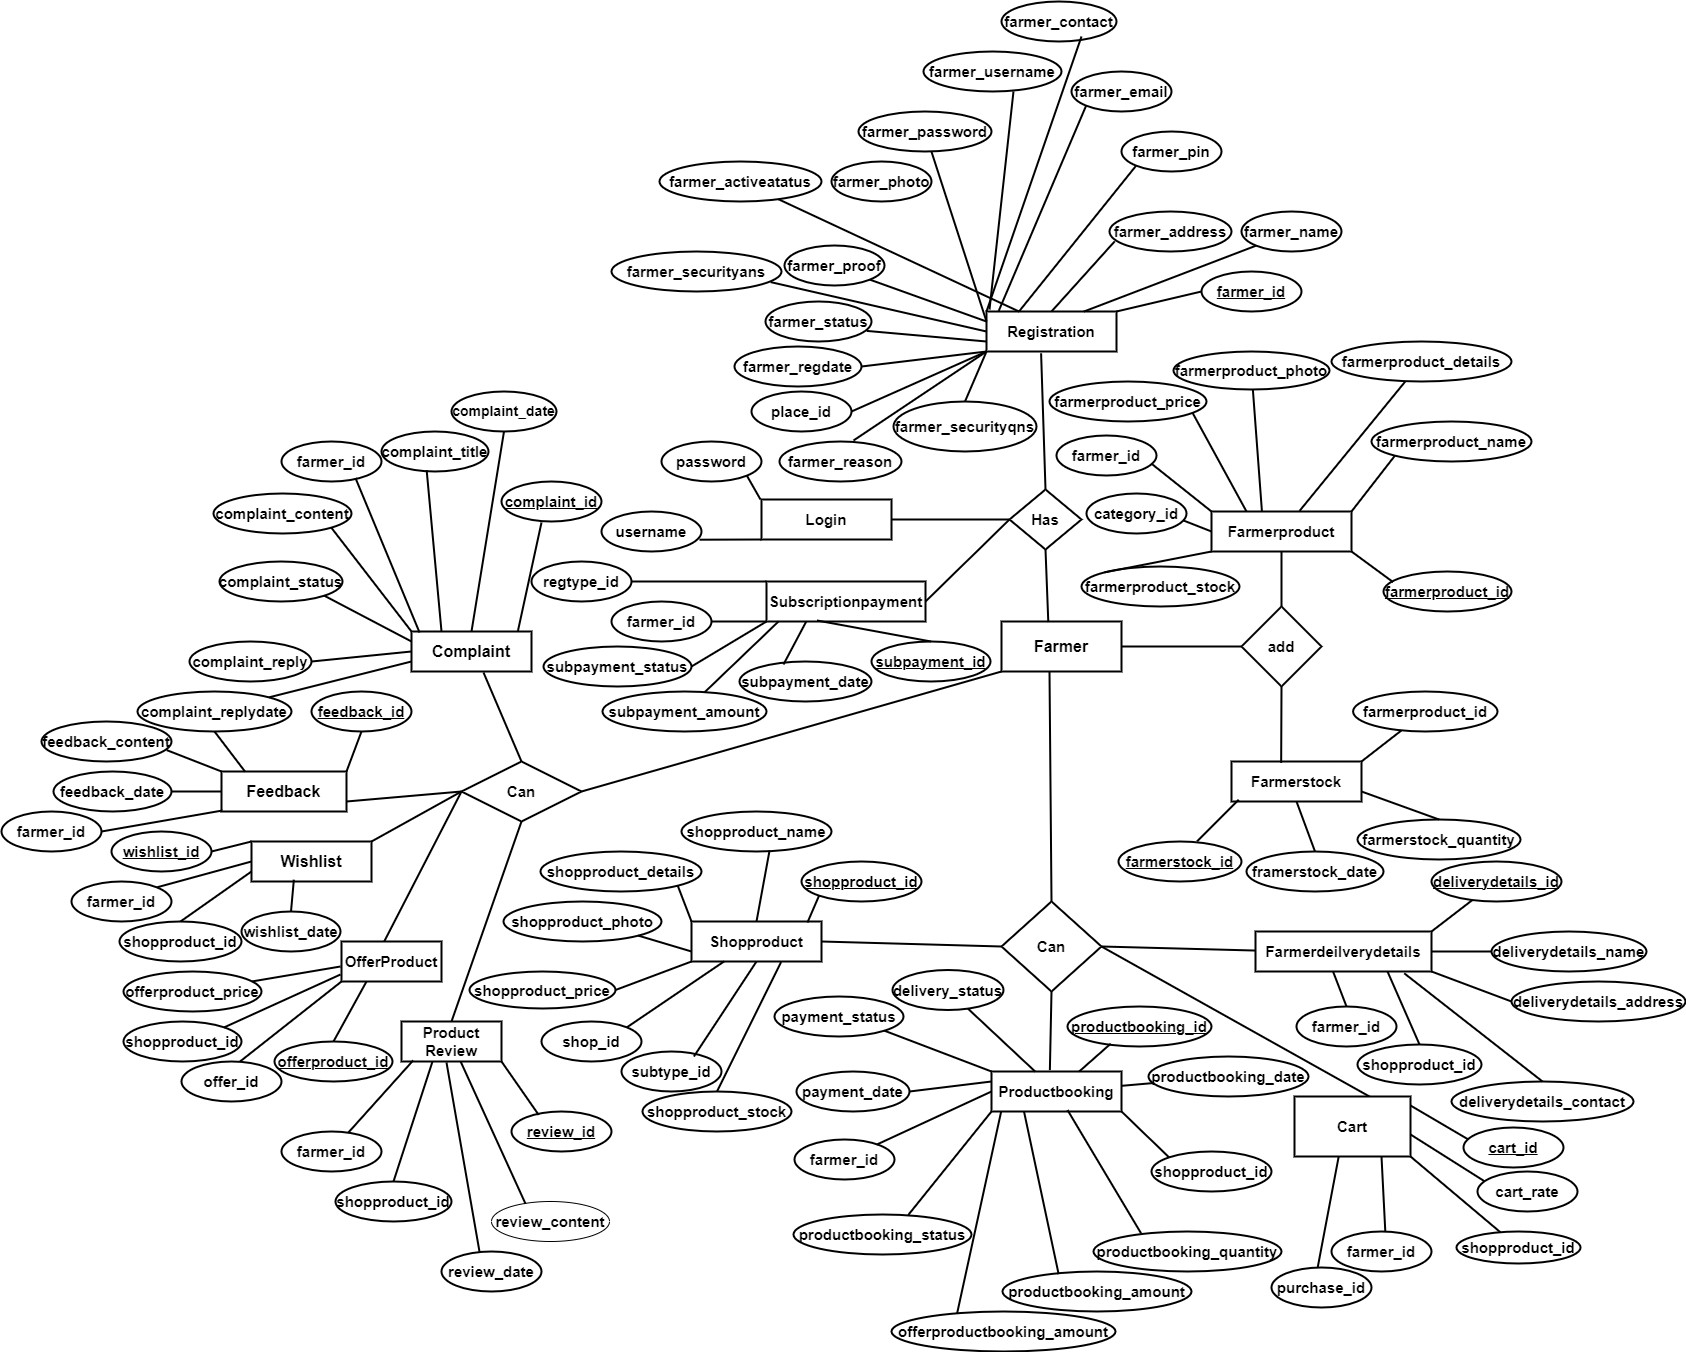 farmer_contact
farmer_username
farmer_email
farmer_password
farmer_pin
farmer_activeatatus
farmer_photo
farmer_address
farmer_name
farmer_securityans
farmer_proof
farmer_id
farmer_status
Registration
farmer_regdate
place_id
farmer_securityqns
farmer_reason
farmerproduct_details
farmerproduct_photo
farmerproduct_price
farmerproduct_name
farmer_id
category_id
Farmerproduct
farmerproduct_stock
farmerproduct_id
complaint_date
complaint_title
farmer_id
complaint_id
complaint_content
complaint_status
Complaint
complaint_reply
complaint_replydate
password
Login
username
Has
regtype_id
Subscriptionpayment
farmer_id
subpayment_status
subpayment_id
subpayment_date
subpayment_amount
Farmer
add
feedback_id
feedback_content
feedback_date
Feedback
farmer_id
Can
farmerproduct_id
Farmerstock
farmerstock_quantity
farmerstock_id
framerstock_date
wishlist_id
Wishlist
farmer_id
shopproduct_id
wishlist_date
shopproduct_name
shopproduct_details
shopproduct_id
shopproduct_photo
Shopproduct
shopproduct_price
shop_id
subtype_id
shopproduct_stock
Can
deliverydetails_id
Farmerdeilverydetails
deliverydetails_name
deliverydetails_address
farmer_id
shopproduct_id
deliverydetails_contact
OfferProduct
offerproduct_price
shopproduct_id
offer_id
offerproduct_id
Product
Review
review_id
farmer_id
shopproduct_id
review_content
review_date
delivery_status
payment_status
productbooking_id
productbooking_date
payment_date
Productbooking
farmer_id
shopproduct_id
productbooking_status
productbooking_quantity
productbooking_amount
offerproductbooking_amount
Cart
cart_id
cart_rate
shopproduct_id
farmer_id
purchase_id